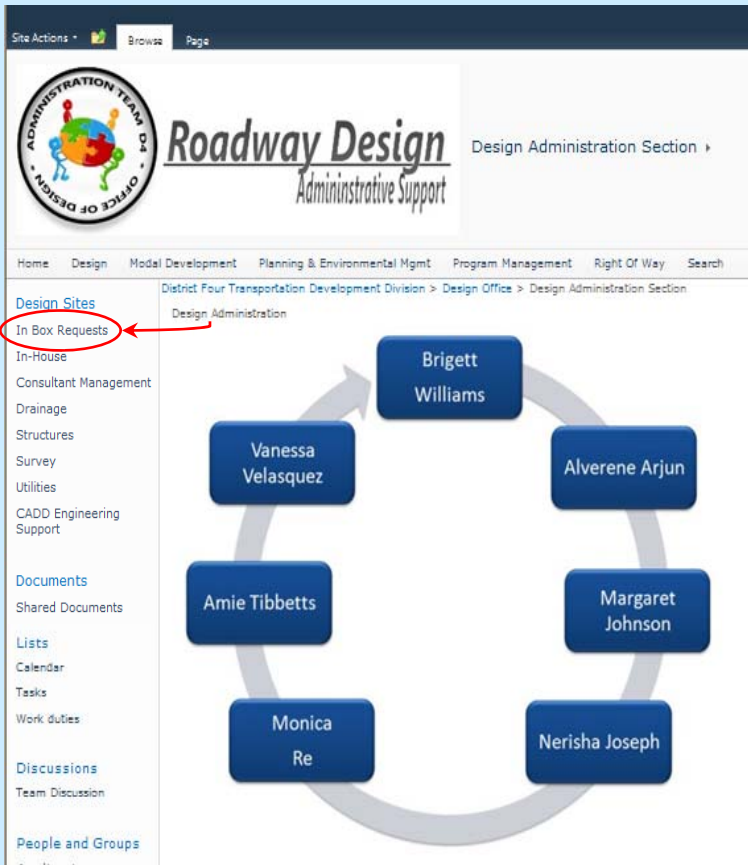 Site Actions
Browse
Page
ADMINISTRATION TEAM D4
OFFICE OF DESIGN
Roadway Design
Admininstrative Support
Design Administration Section
Home Design Modal Development Planning & Environmental Mgmt Program Management Right Of Way Search
District Four Transportation Development Division > Design Office > Design Administration Section
Design Administration
Design Sites
In Box Requests
In-House
Consultant Management
Drainage
Structures
Survey
Utilities
CADD Engineering
Support
Documents
Shared Documents
Lists
Calendar
Tasks
Work duties
Discussions
Team Discussion
People and Groups
Brigett
Williams
Alverene Arjun
Margaret
Johnson
Nerisha Joseph
Monica
Re
Amie Tibbetts
Vanessa
Velasquez